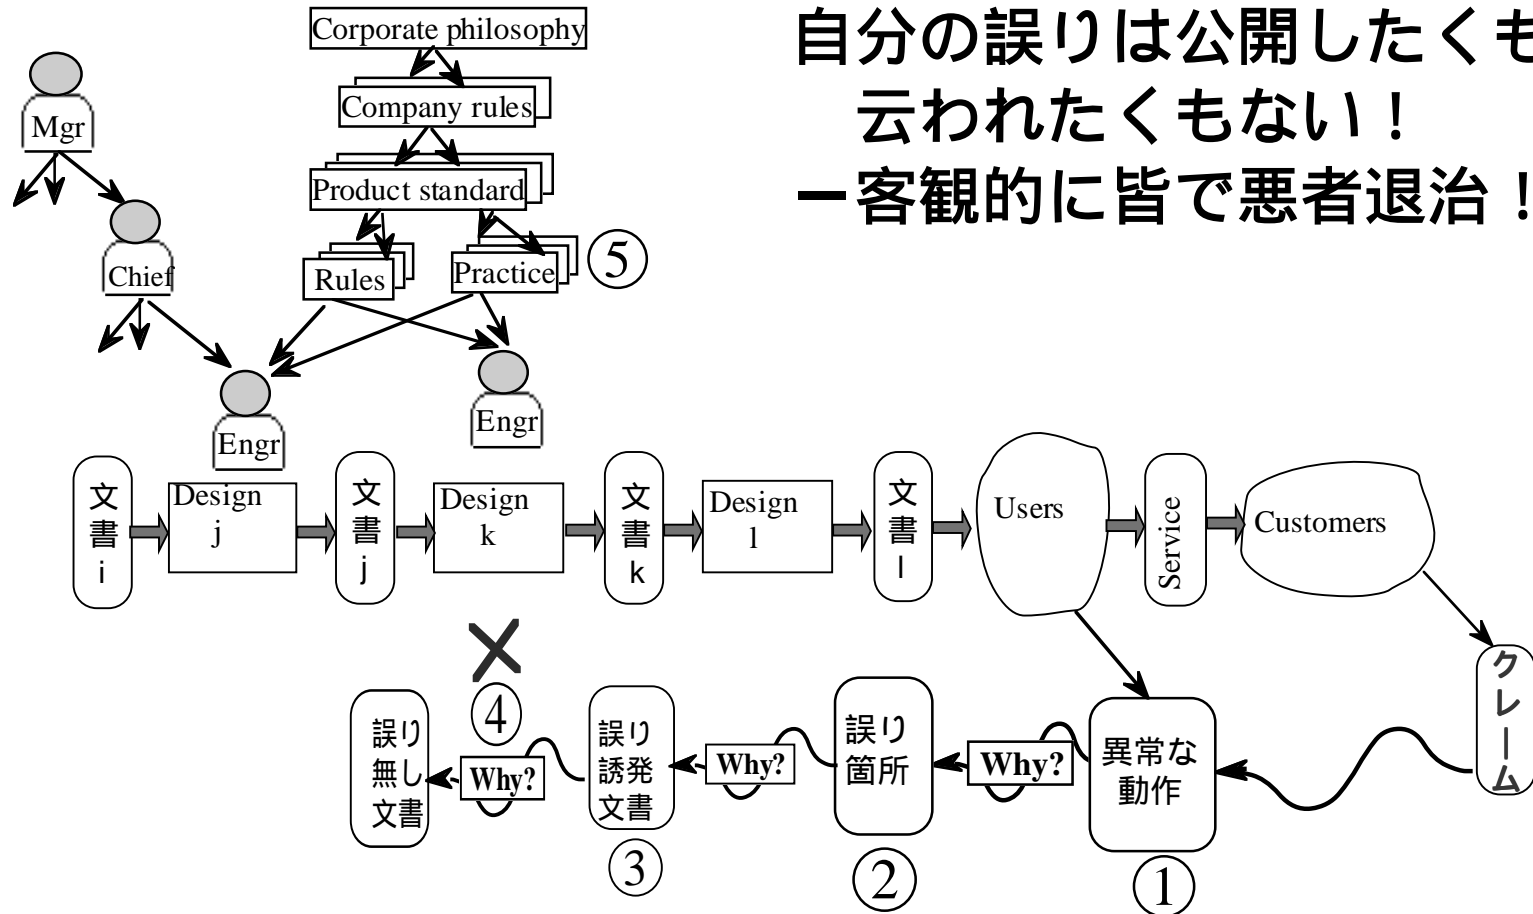 自分の誤りは公開したくも
云われたくもない！
ー客観的に皆で悪者退治！
Corporate philosophy
Company rules
Product standard
Rules
Practice
⑤
Mgr
Chief
Engr
Engr
文書i
Design j
文書j
Design k
文書k
Design l
文書l
Users
Service
Customers
クレーム
異常な
動作
①
Why?
誤り
箇所
②
Why?
誤り
誘発
文書
③
Why?
④
誤り
無し
文書